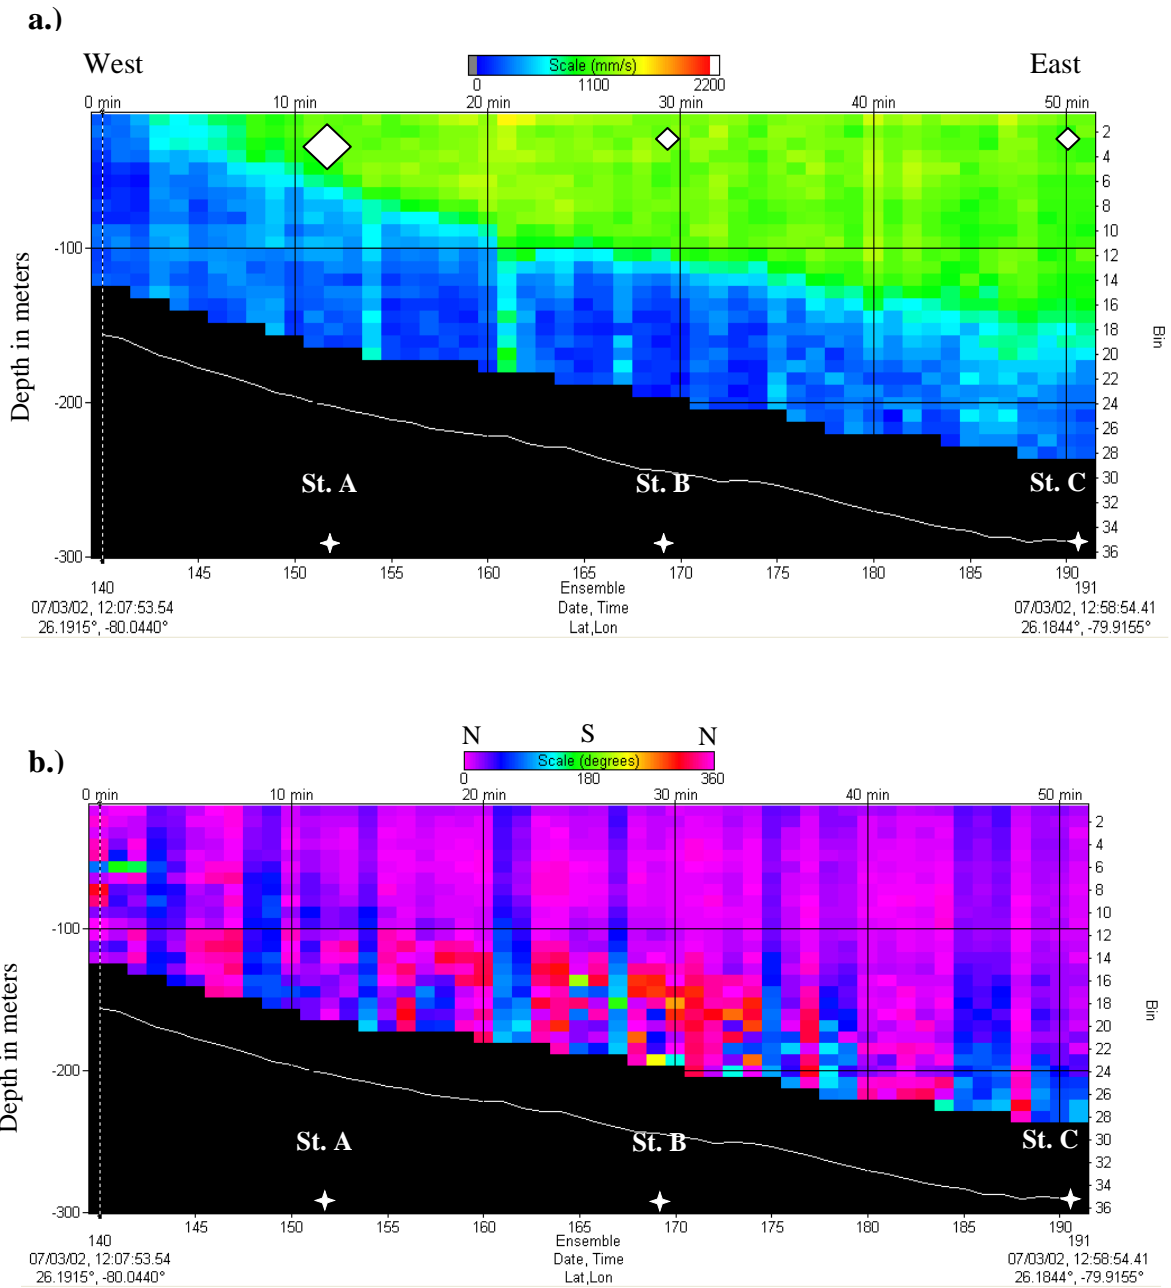 a.)
West
East
Scale (mm/s)
0 1100 2200
0 min 10 min 20 min 30 min 40 min 50 min
2
4
6
8
10
-100
12
14
16
18
20
22
-200
24
26
28
30
32
34
-300
36
Depth in meters
Bin
St. A St. B St. C
145 150 155 160 165 170 175 180 185 190
140 Ensemble 191
07/03/02, 12:07:53.54 Date, Time 07/03/02, 12:58:54.41
26.1915°, -80.0440° Lat,Lon 26.1844°, -79.9155°
N S N
b.)
Scale (degrees)
0 180 360
0 min 10 min 20 min 30 min 40 min 50 min
2
4
6
8
10
-100
12
14
16
18
20
22
-200
24
26
28
30
32
34
-300
36
Depth in meters
Bin
St. A St. B St. C
145 150 155 160 165 170 175 180 185 190
140 Ensemble 191
07/03/02, 12:07:53.54 Date, Time 07/03/02, 12:58:54.41
26.1915°, -80.0440° Lat,Lon 26.1844°, -79.9155°